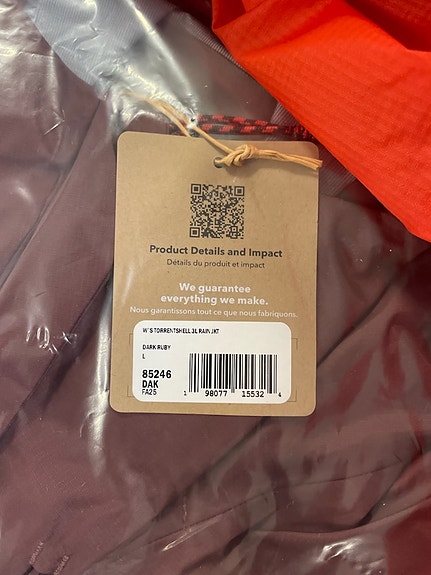 Product Details and Impact
Détails du produit et impact
We guarantee
everything we make.
Nous garantissons tout ce que nous fabriquons.
W'S TORRENTSHELL 3L RAIN JKT
DARK RUBY
L
85246
DAK
FA25
1 98077 15532 4